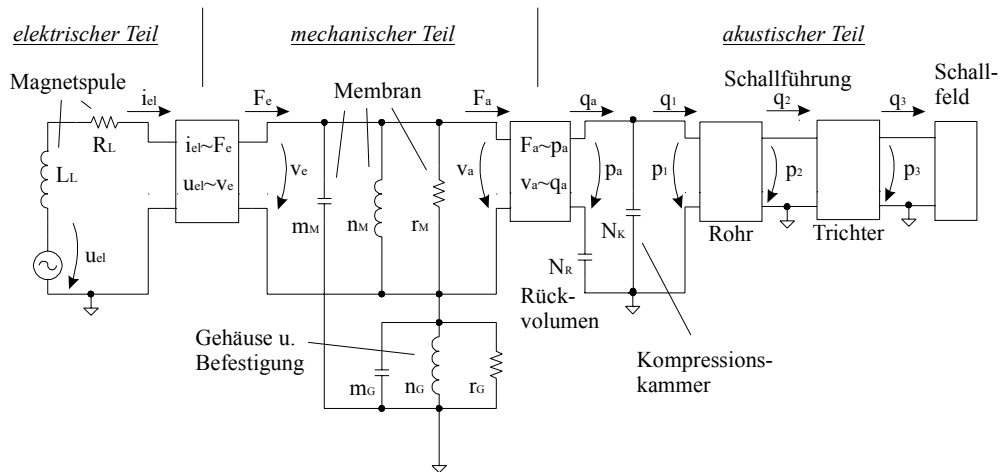 elektrischer Teil
mechanischer Teil
akustischer Teil
Magnetspule
iel
Fe
Membran
Fa
qa
q1
Schallführung
q2
q3
Schall-
feld
RL
LL
iel~Fe
uel~ve
ve
va
Fa~pa
va~qa
pa
p1
p2
p3
mM
nM
rM
NK
Rohr
Trichter
uel
NR
Rück-
volumen
Gehäuse u.
Befestigung
Kompressions-
kammer
mG
nG
rG